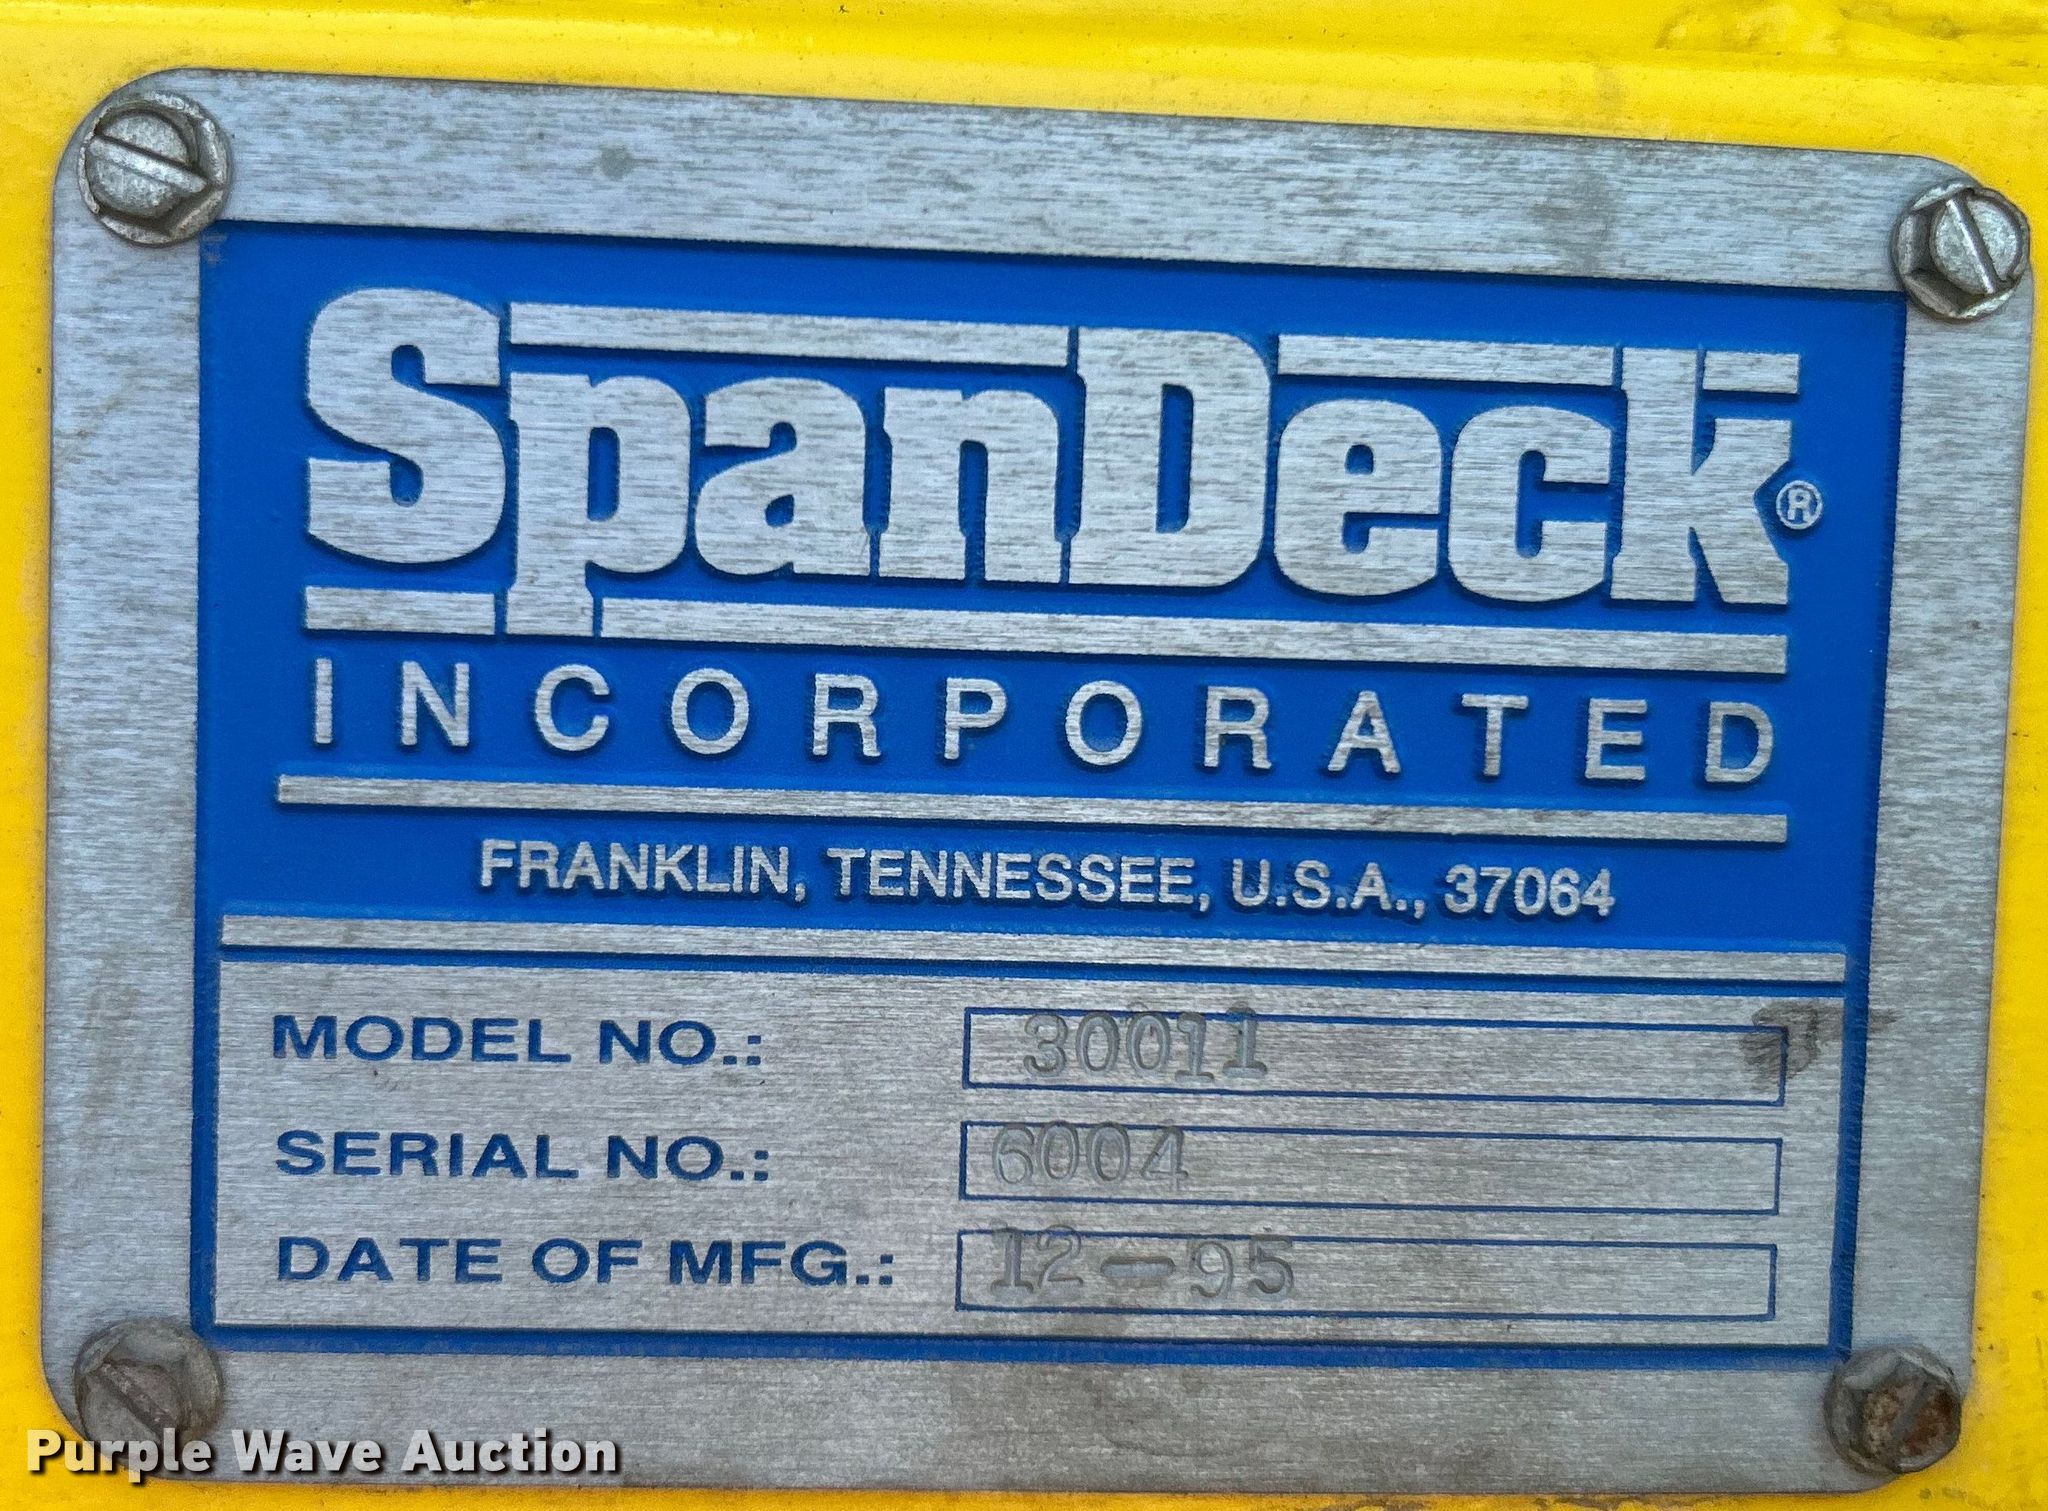 SpanDeck®
INCORPORATED
FRANKLIN, TENNESSEE, U.S.A., 37064
MODEL NO.: 30011
SERIAL NO.: 6004
DATE OF MFG.: 12-95
Purple Wave Auction